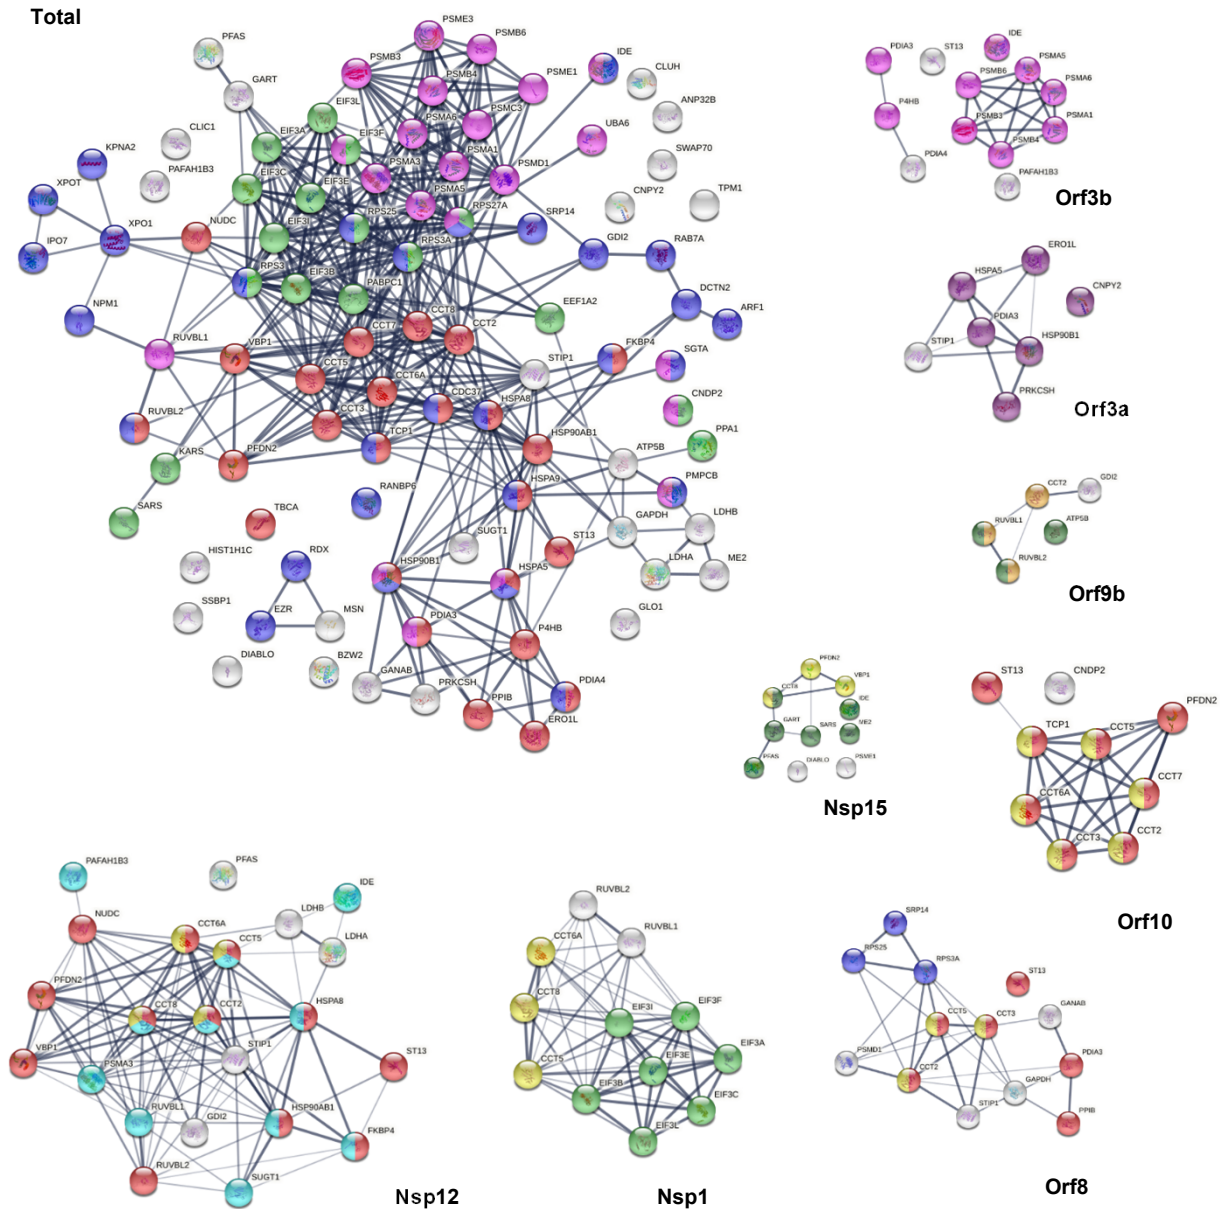 Total
PFAS
GART
CLIC1
PAFAH1B3
KPNA2
XPOT
IPO7
XPO1
NPM1
NUDC
RUVBL1
RUVBL2
KARS
SARS
VBP1
PFDN2
TBCA
HIST1H1C
SSBP1
RDX
EZR
MSN
DIABLO
BZW2
RANBP6
PSME3
PSMB6
PSMB3
PSMB4
PSME1
PSMC3
PSMA6
PSMA1
PSMD1
PSMA3
PSMA5
EIF3L
EIF3A
EIF3F
EIF3C
EIF3E
EIF3I
EIF3B
RPS25
RPS27A
RPS3A
RPS3
PABPC1
IDE
CLUH
ANP32B
UBA6
SWAP70
CNPY2
TPM1
SRP14
GDI2
RAB7A
DCTN2
ARF1
EEF1A2
CCT8
CCT7
CCT2
CCT5
CCT6A
CCT3
TCP1
CDC37
HSPA8
STIP1
FKBP4
SGTA
CNDP2
PPA1
HSP90AB1
ATP5B
HSPA9
PMPCB
GAPDH
LDHB
LDHA
ME2
GLO1
SUGT1
ST13
HSP90B1
HSPA5
PDIA3
P4HB
GANAB
PRKCSH
PPIB
PDIA4
ERO1L
PDIA3
ST13
IDE
PSMB6
PSMA5
PSMA6
P4HB
PSMB3
PSMA1
PSMB4
PDIA4
PAFAH1B3
Orf3b
ERO1L
HSPA5
CNPY2
PDIA3
STIP1
HSP90B1
PRKCSH
Orf3a
CCT2
GDI2
RUVBL1
ATP5B
RUVBL2
Orf9b
PFDN2
VBP1
CCT8
IDE
GART
SARS
ME2
PFAS
DIABLO
PSME1
Nsp15
ST13
CNDP2
PFDN2
TCP1
CCT5
CCT7
CCT6A
CCT3
CCT2
Orf10
PAFAH1B3
PFAS
IDE
NUDC
CCT6A
LDHB
CCT5
LDHA
PFDN2
CCT8
CCT2
HSPA8
VBP1
PSMA3
STIP1
ST13
RUVBL1
GDI2
HSP90AB1
FKBP4
RUVBL2
SUGT1
Nsp12
RUVBL2
CCT6A
RUVBL1
CCT8
EIF3I
EIF3F
CCT5
EIF3E
EIF3A
EIF3B
EIF3C
EIF3L
Nsp1
SRP14
RPS25
RPS3A
ST13
GANAB
CCT5
CCT3
PSMD1
PDIA3
CCT2
GAPDH
STIP1
PPIB
Orf8